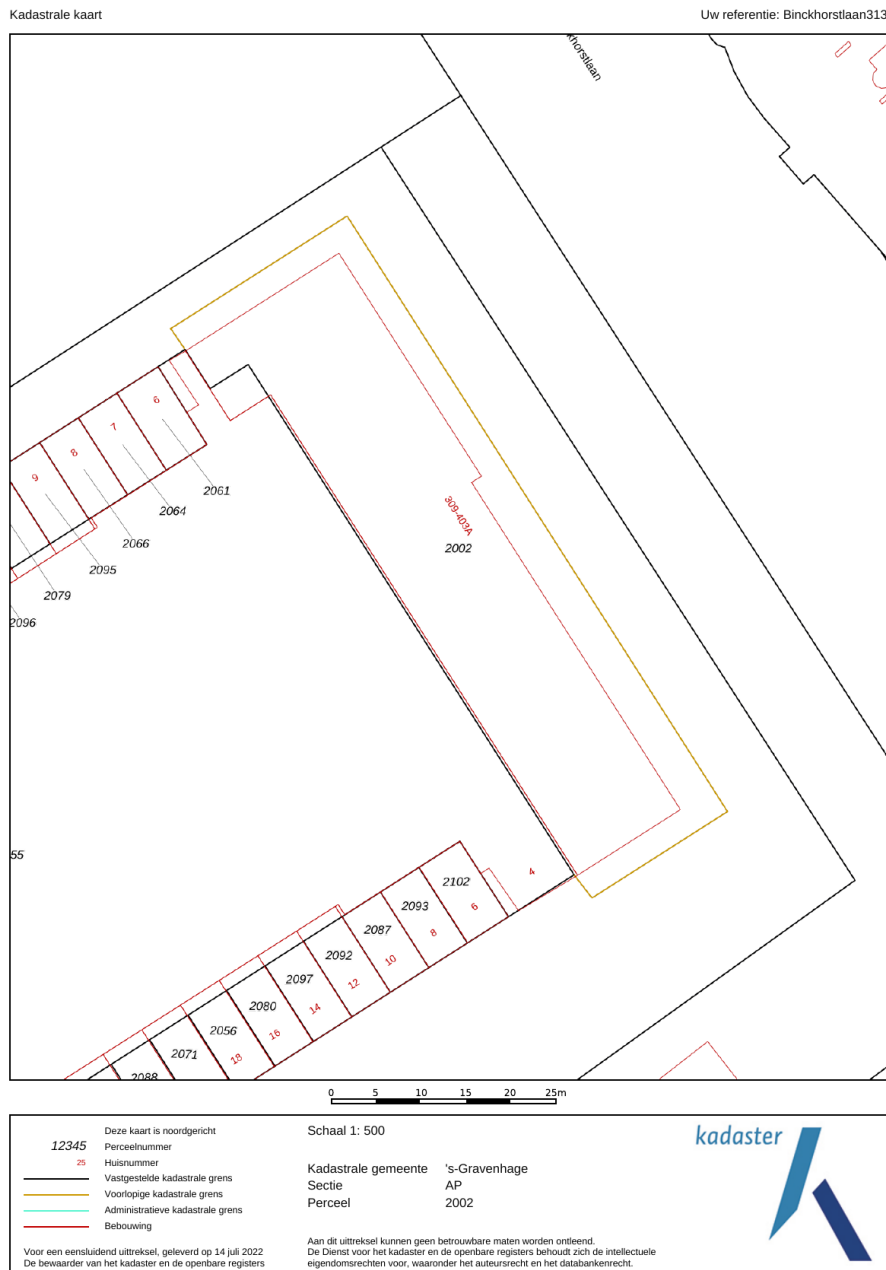 Kadastrale kaart
Uw referentie: Binckhorstlaan313
khorstlaan
6
7
8
9
2061
2064
2066
2095
2079
2096
309-403A
2002
55
4
2102
6
2093
8
2087
10
2092
12
2097
14
2080
16
2056
18
2071
2088
0 5 10 15 20 25m
Deze kaart is noordgericht
12345 Perceelnummer
25 Huisnummer
Vastgestelde kadastrale grens
Voorlopige kadastrale grens
Administratieve kadastrale grens
Bebouwing
Voor een eensluidend uittreksel, geleverd op 14 juli 2022
De bewaarder van het kadaster en de openbare registers
Schaal 1: 500
Kadastrale gemeente 's-Gravenhage
Sectie AP
Perceel 2002
Aan dit uittreksel kunnen geen betrouwbare maten worden ontleend.
De Dienst voor het kadaster en de openbare registers behoudt zich de intellectuele
eigendomsrechten voor, waaronder het auteursrecht en het databankenrecht.
kadaster